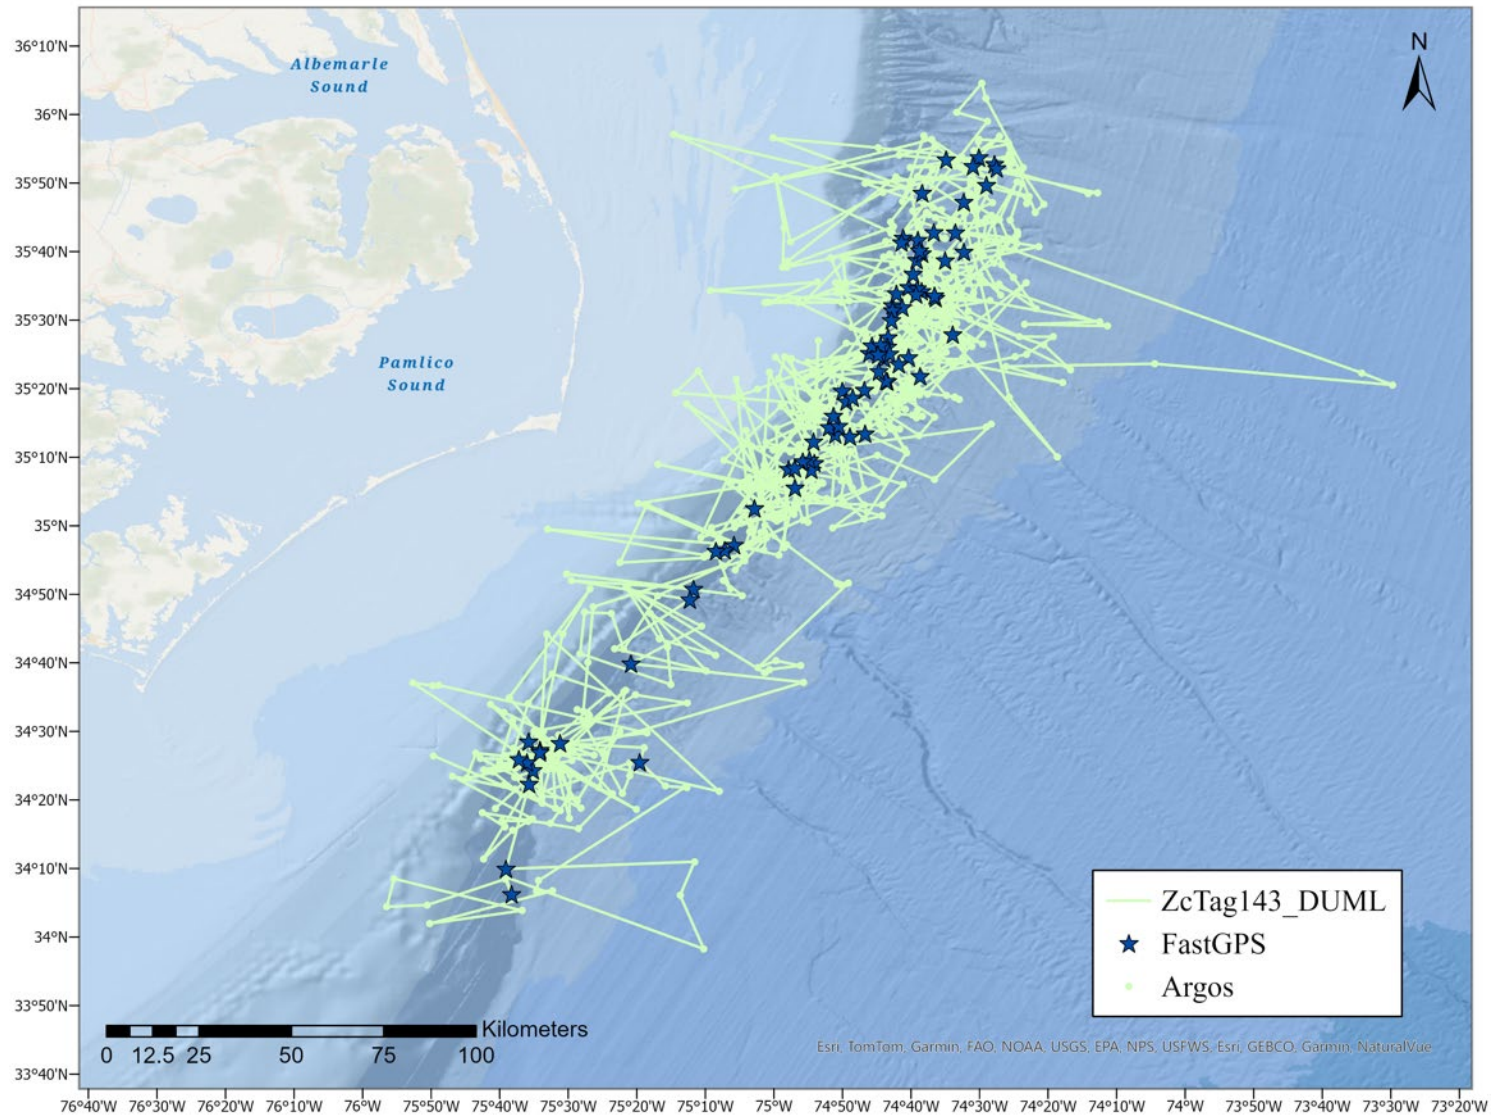 36°10'N
36°N
35°50'N
35°40'N
35°30'N
35°20'N
35°10'N
35°N
34°50'N
34°40'N
34°30'N
34°20'N
34°10'N
34°N
33°50'N
33°40'N
Albemarle
Sound
N
Pamlico
Sound
ZcTag143_DUML
FastGPS
Argos
Kilometers
0 12.5 25 50 75 100
Esri, TomTom, Garmin, FAO, NOAA, USGS, EPA, NPS, USFWS, Esri, GEBCO, Garmin, NaturalVue
76°40'W 76°30'W 76°20'W 76°10'W 76°W 75°50'W 75°40'W 75°30'W 75°20'W 75°10'W 75°W 74°50'W 74°40'W 74°30'W 74°20'W 74°10'W 74°W 73°50'W 73°40'W 73°30'W 73°20'W